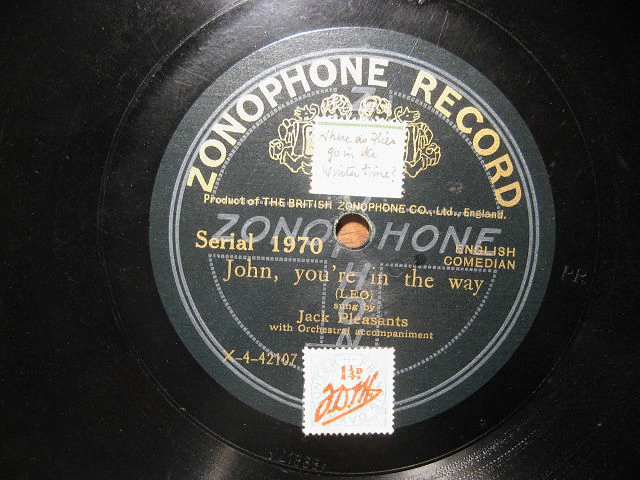 ZONOPHONE RECORD
Where do Flies
go in the
Winter time?
Product of THE BRITISH ZONOPHONE CO., Ltd., England.
ZONOPHONE
Serial 1970
ENGLISH
COMEDIAN
John, you're in the way
(LEO)
sung by
Jack Pleasants
with Orchestral accompaniment
X-4-42107
1½D